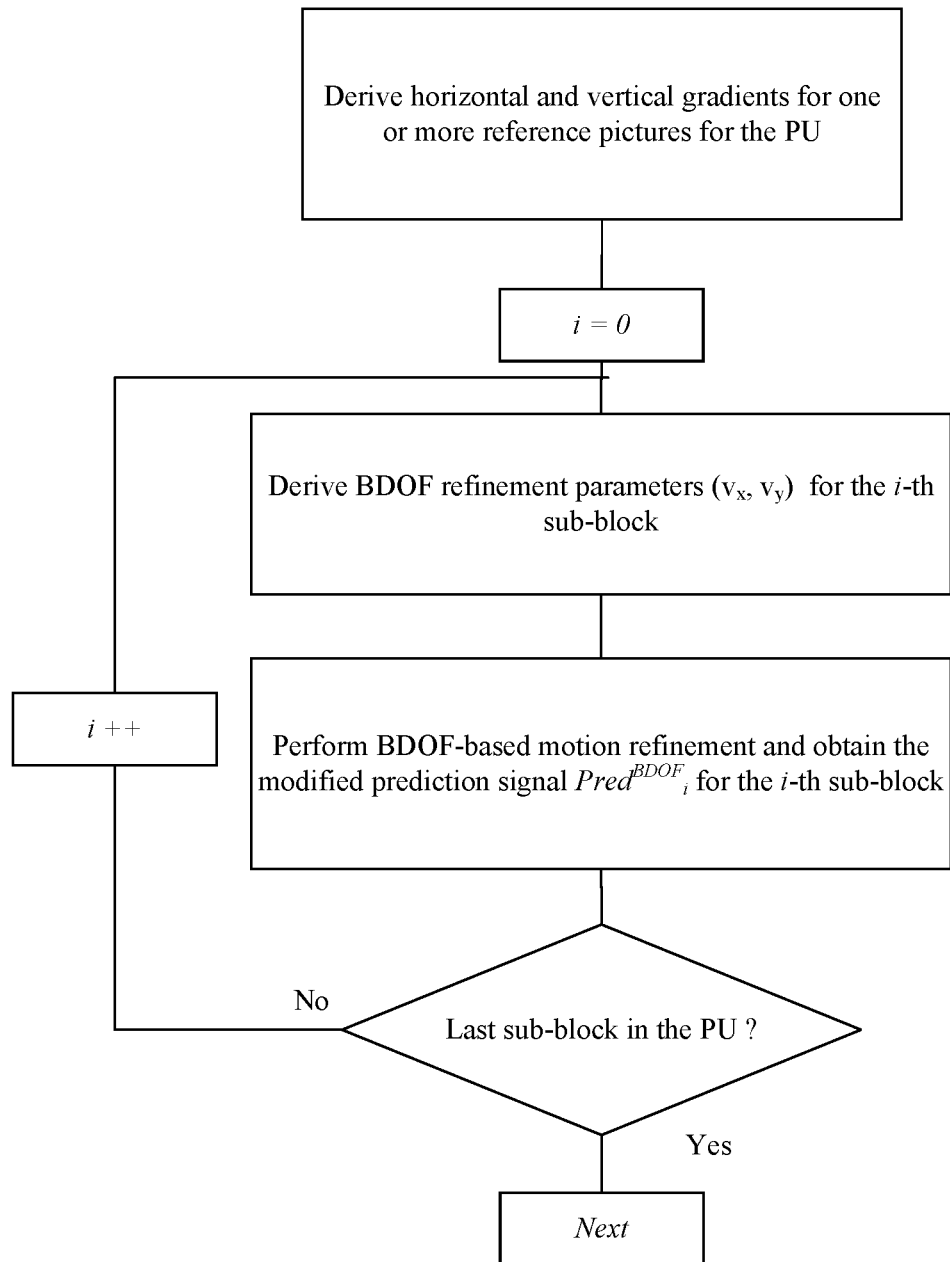 Derive horizontal and vertical gradients for one
or more reference pictures for the PU
i = 0
Derive BDOF refinement parameters (vx, vy) for the i-th
sub-block
i ++
Perform BDOF-based motion refinement and obtain the
modified prediction signal Pred^BDOF_i for the i-th sub-block
No
Last sub-block in the PU ?
Yes
Next